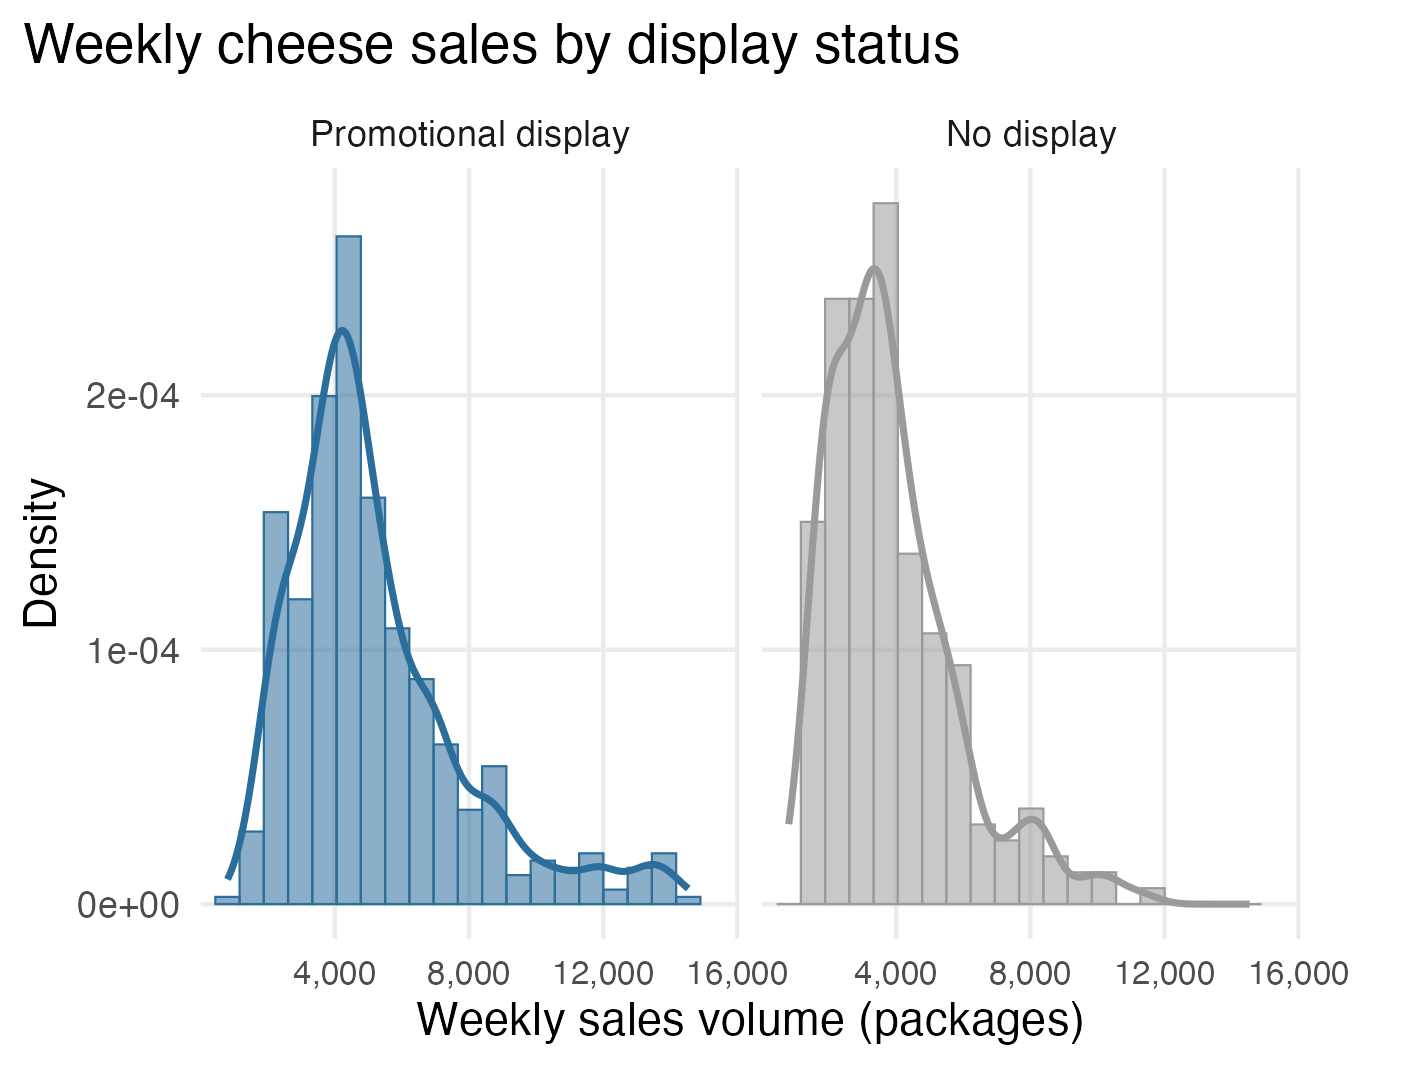 Weekly cheese sales by display status
Promotional display
No display
2e-04
1e-04
0e+00
Density
4,000 8,000 12,000 16,000 4,000 8,000 12,000 16,000
Weekly sales volume (packages)